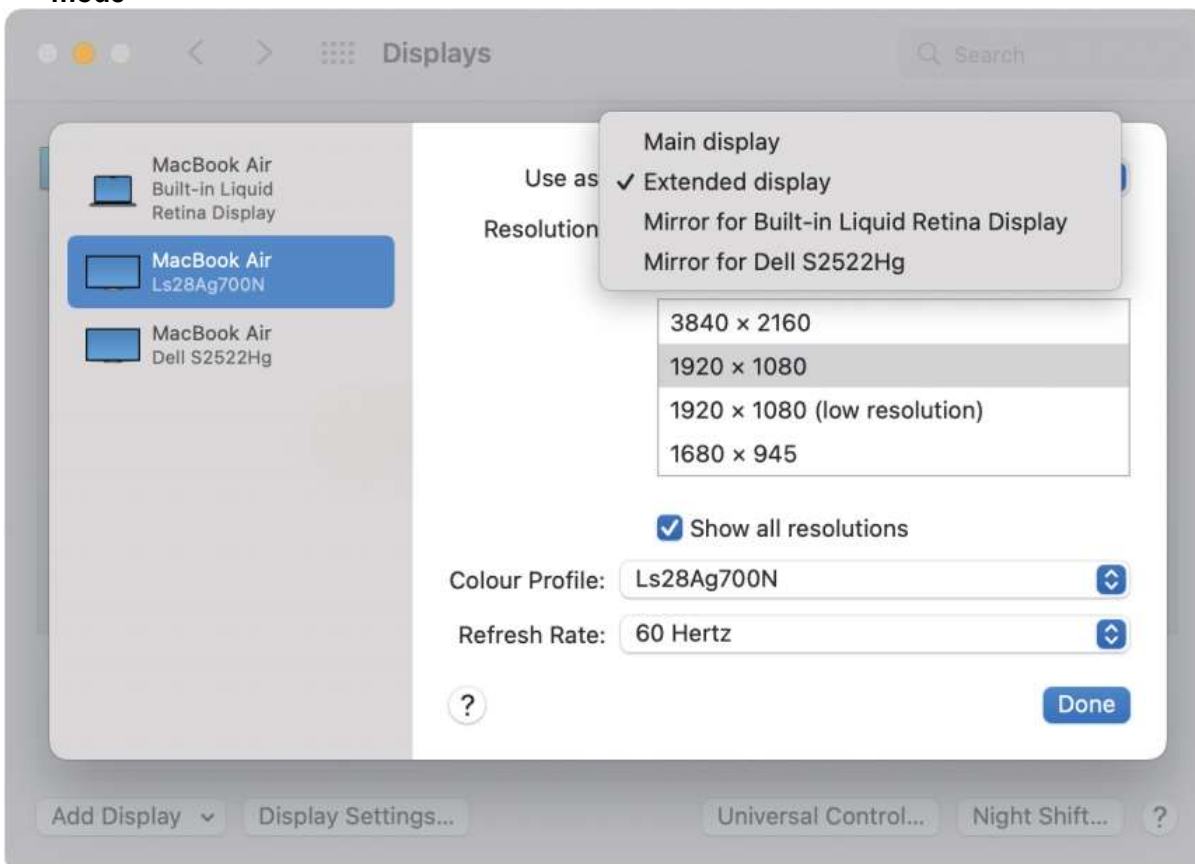 mode
Displays
Search
MacBook Air
Built-in Liquid
Retina Display
MacBook Air
Ls28Ag700N
MacBook Air
Dell S2522Hg
Use as
Main display
✓ Extended display
Mirror for Built-in Liquid Retina Display
Mirror for Dell S2522Hg
Resolution
3840 × 2160
1920 × 1080
1920 × 1080 (low resolution)
1680 × 945
Show all resolutions
Colour Profile: Ls28Ag700N
Refresh Rate: 60 Hertz
? Done
Add Display Display Settings... Universal Control... Night Shift... ?